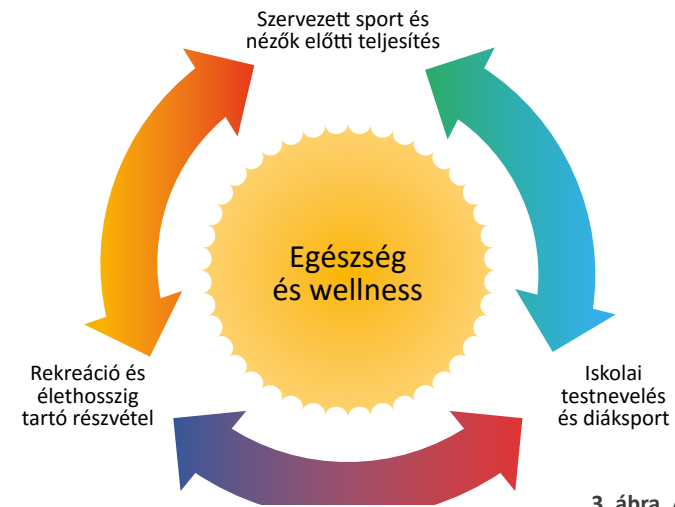 Szervezett sport és
nézők előtti teljesítés
Egészség
és wellness
Rekreáció és
élethosszig
tartó részvétel
Iskolai
testnevelés
és diáksport
3. ábra.